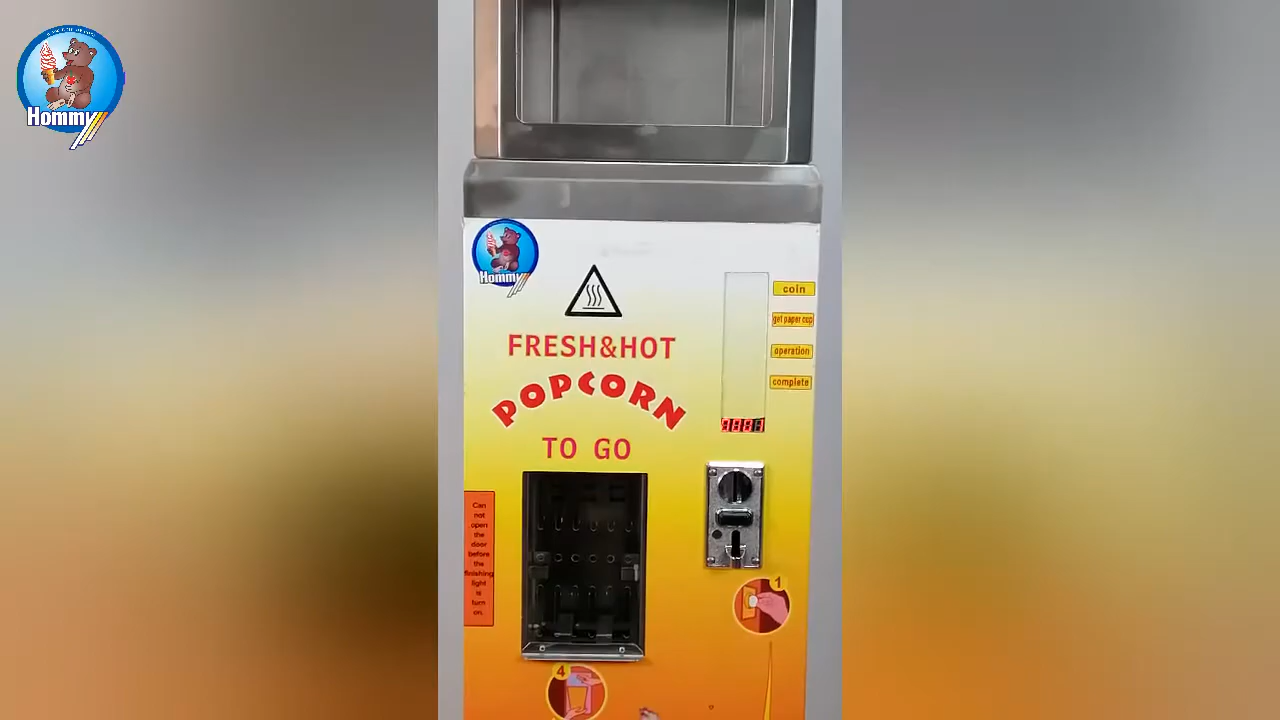 Hommy
Hommy
coin
get paper cup
operation
complete
FRESH&HOT
POPCORN
TO GO
Can
not
open
the
door
before
the
finishing
light
is
turn
on.
1
4